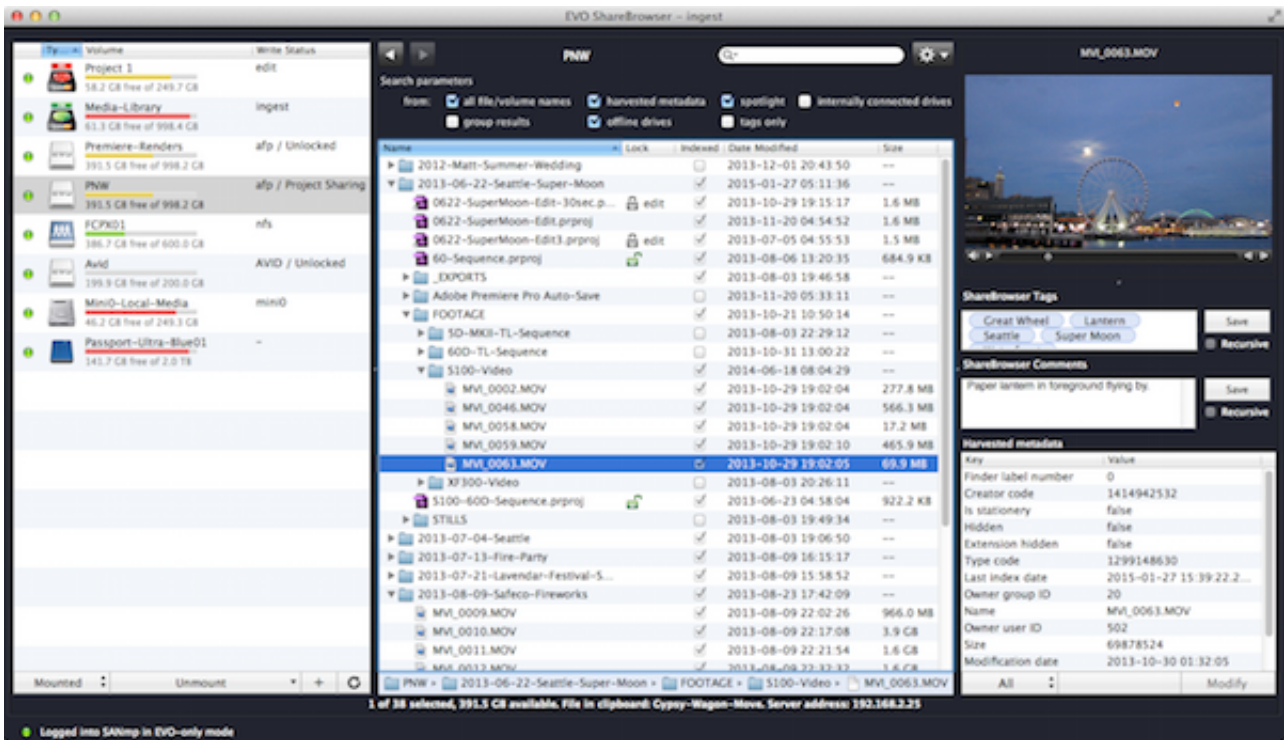 EVO ShareBrowser – ingest
Ty... Volume Write Status
Project 1 edit
58.2 GB free of 249.7 GB
Media-Library ingest
61.3 GB free of 998.4 GB
Premiere-Renders afp / Unlocked
391.5 GB free of 998.2 GB
PNW afp / Project Sharing
391.5 GB free of 998.2 GB
FCPX01 nfs
386.7 GB free of 600.0 GB
Avid AVID / Unlocked
199.9 GB free of 200.0 GB
Mini0-Local-Media mini0
46.2 GB free of 249.3 GB
Passport-Ultra-Blue01 –
141.7 GB free of 2.0 TB
Mounted Unmount + 
PNW
Search parameters
from: all file/volume names harvested metadata spotlight internally connected drives
group results offline drives tags only
Name Lock Indexed Date Modified Size
2012-Matt-Summer-Wedding 2013-12-01 20:43:50 --
2013-06-22-Seattle-Super-Moon 2015-01-27 05:11:36 --
0622-SuperMoon-Edit-30sec.p... edit 2013-10-29 19:15:17 1.6 MB
0622-SuperMoon-Edit.prproj 2013-11-20 04:54:52 1.6 MB
0622-SuperMoon-Edit3.prproj edit 2013-07-05 04:55:53 1.5 MB
60-Sequence.prproj 2013-08-06 13:20:35 684.9 KB
_EXPORTS 2013-08-03 19:46:58 --
Adobe Premiere Pro Auto-Save 2013-11-20 05:33:11 --
FOOTAGE 2013-10-21 10:50:14 --
5D-MKII-TL-Sequence 2013-08-03 22:29:12 --
60D-TL-Sequence 2013-10-31 13:00:22 --
S100-Video 2014-06-18 08:04:29 --
MVI_0002.MOV 2013-10-29 19:02:04 277.8 MB
MVI_0046.MOV 2013-10-29 19:02:04 566.3 MB
MVI_0058.MOV 2013-10-29 19:02:04 17.2 MB
MVI_0059.MOV 2013-10-29 19:02:10 465.9 MB
MVI_0063.MOV 2013-10-29 19:02:05 69.9 MB
XF300-Video 2013-08-03 20:26:11 --
S100-60D-Sequence.prproj 2013-06-23 04:58:04 922.2 KB
STILLS 2013-08-03 19:49:34 --
2013-07-04-Seattle 2013-08-03 19:06:50 --
2013-07-13-Fire-Party 2013-08-09 16:15:17 --
2013-07-21-Lavendar-Festival-S... 2013-08-09 15:58:52 --
2013-08-09-Safeco-Fireworks 2013-08-23 17:42:09 --
MVI_0009.MOV 2013-08-09 22:02:26 966.0 MB
MVI_0010.MOV 2013-08-09 22:17:08 3.9 GB
MVI_0011.MOV 2013-08-09 22:21:54 1.6 GB
MVI_0012.MOV 2013-08-09 22:32:32 1.6 GB
PNW ▸ 2013-06-22-Seattle-Super-Moon ▸ FOOTAGE ▸ S100-Video ▸ MVI_0063.MOV
MVI_0063.MOV
ShareBrowser Tags
Great Wheel Lantern
Seattle Super Moon
Save
Recursive
ShareBrowser Comments
Paper lantern in foreground flying by.
Save
Recursive
Harvested metadata
Key Value
Finder label number 0
Creator code 1414942532
Is stationery false
Hidden false
Extension hidden false
Type code 1299148630
Last index date 2015-01-27 15:39:22.2...
Owner group ID 20
Name MVI_0063.MOV
Owner user ID 502
Size 69878524
Modification date 2013-10-30 01:32:05
All Modify
1 of 38 selected, 391.5 GB available. File in clipboard: Gypsy-Wagon-Move. Server address: 192.168.2.25
Logged into SANmp in EVO-only mode